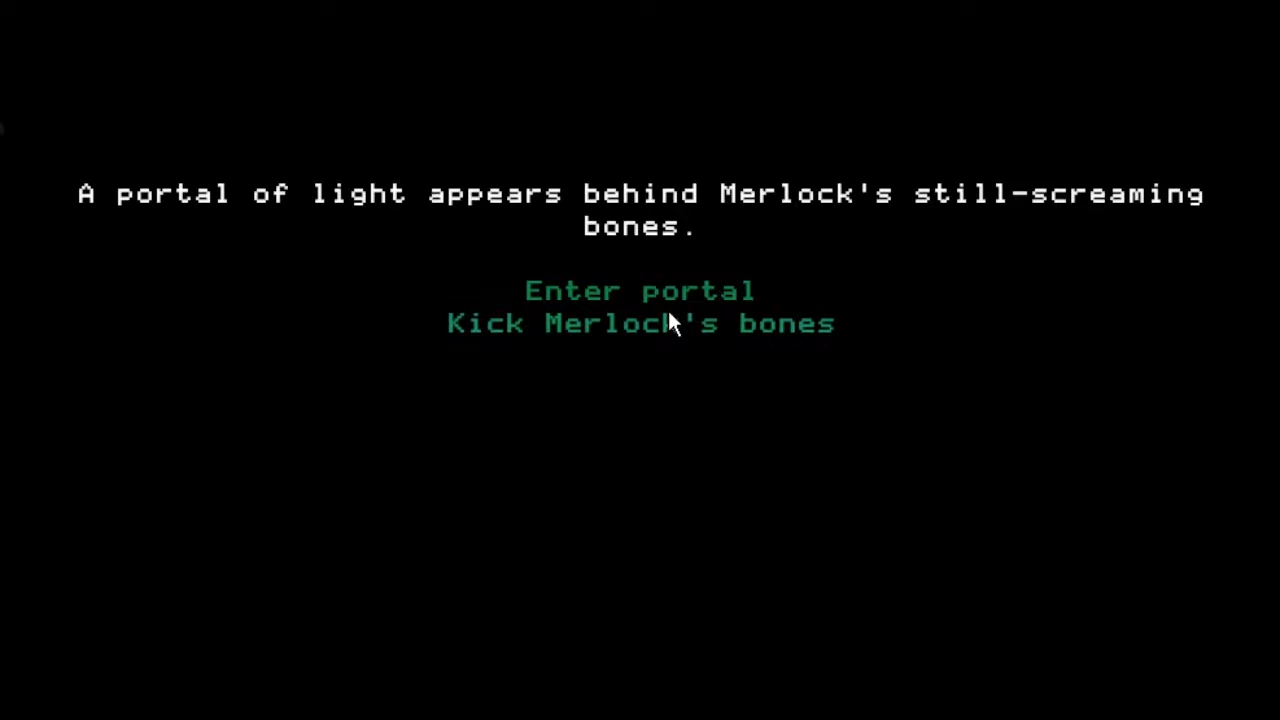 A portal of light appears behind Merlock's still-screaming
bones.
Enter portal
Kick Merlock's bones